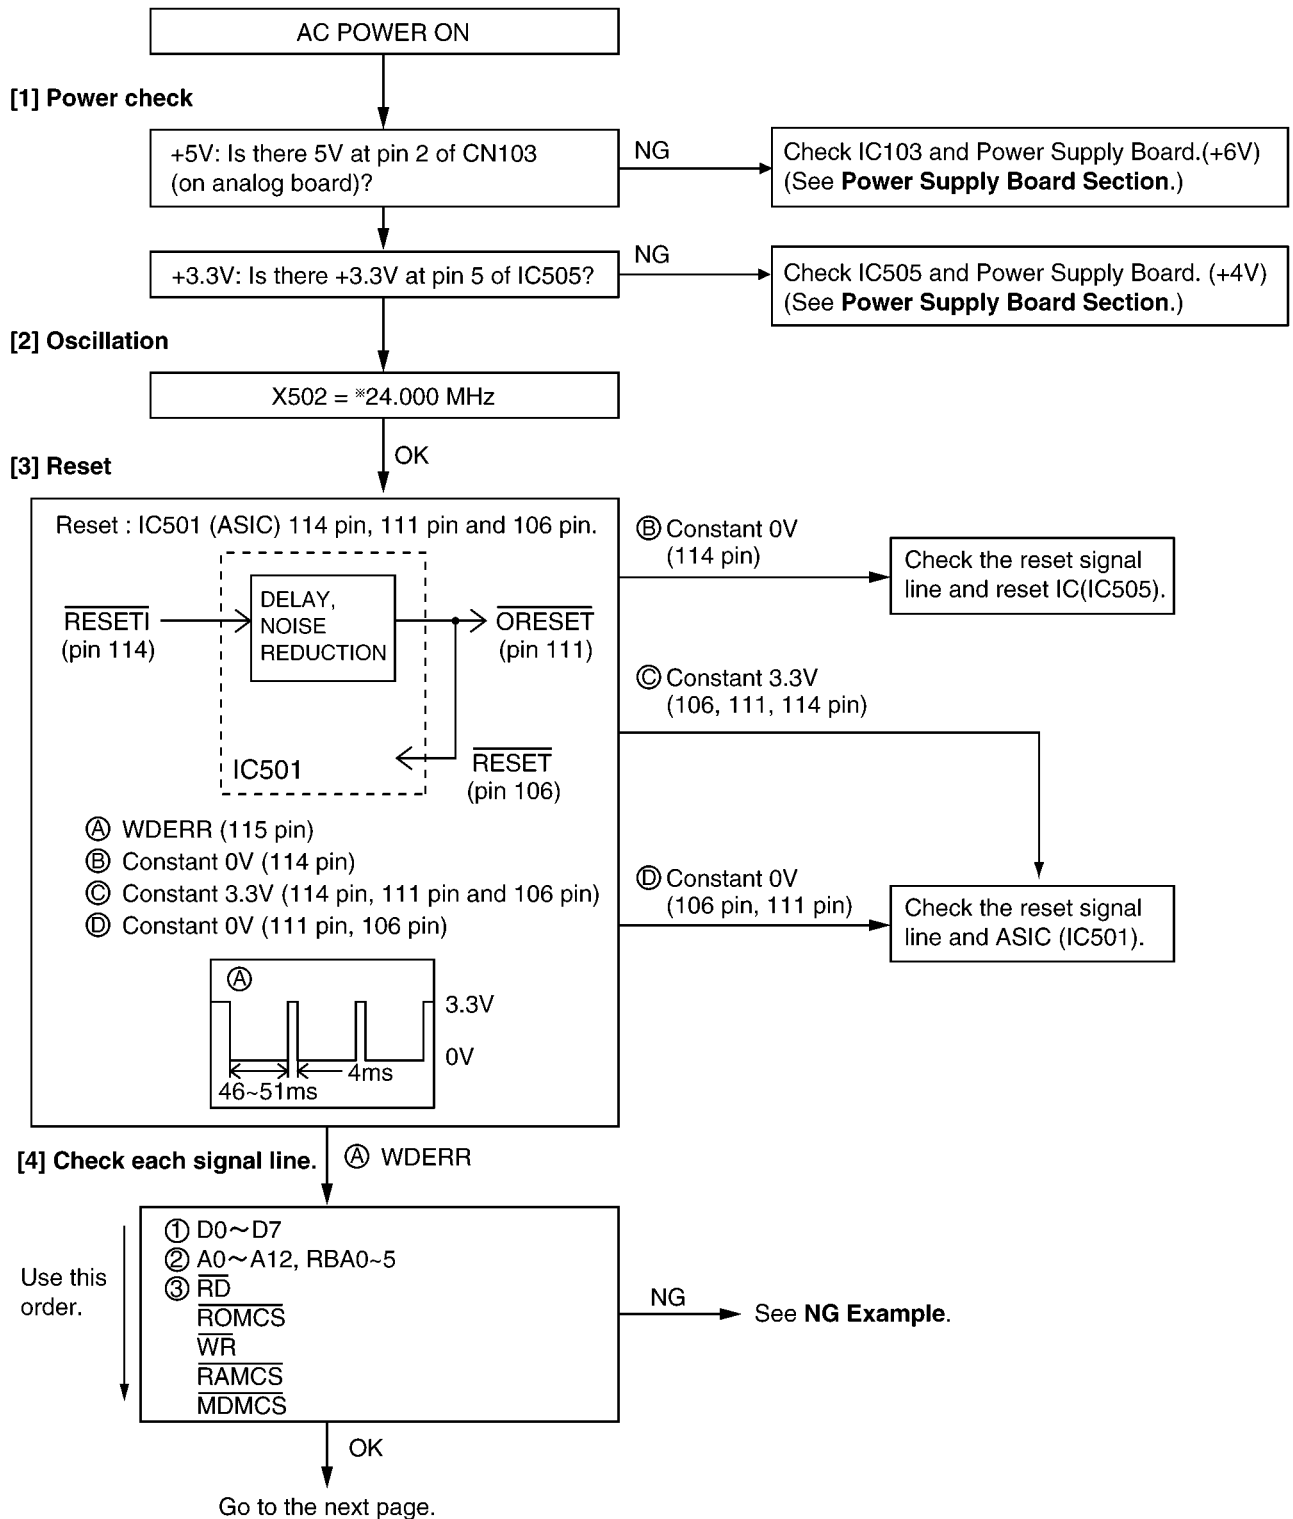 AC POWER ON
[1] Power check
+5V: Is there 5V at pin 2 of CN103
(on analog board)?
NG
Check IC103 and Power Supply Board.(+6V)
(See Power Supply Board Section.)
+3.3V: Is there +3.3V at pin 5 of IC505?
NG
Check IC505 and Power Supply Board. (+4V)
(See Power Supply Board Section.)
[2] Oscillation
X502 = ※24.000 MHz
OK
[3] Reset
Reset : IC501 (ASIC) 114 pin, 111 pin and 106 pin.
RESETI
(pin 114)
DELAY,
NOISE
REDUCTION
ORESET
(pin 111)
IC501
RESET
(pin 106)
Ⓐ WDERR (115 pin)
Ⓑ Constant 0V (114 pin)
Ⓒ Constant 3.3V (114 pin, 111 pin and 106 pin)
Ⓓ Constant 0V (111 pin, 106 pin)
Ⓐ
3.3V
0V
4ms
46~51ms
Ⓑ Constant 0V
(114 pin)
Check the reset signal
line and reset IC(IC505).
Ⓒ Constant 3.3V
(106, 111, 114 pin)
Ⓓ Constant 0V
(106 pin, 111 pin)
Check the reset signal
line and ASIC (IC501).
[4] Check each signal line.
Ⓐ WDERR
Use this
order.
① D0～D7
② A0～A12, RBA0~5
③ RD
ROMCS
WR
RAMCS
MDMCS
NG
See NG Example.
OK
Go to the next page.